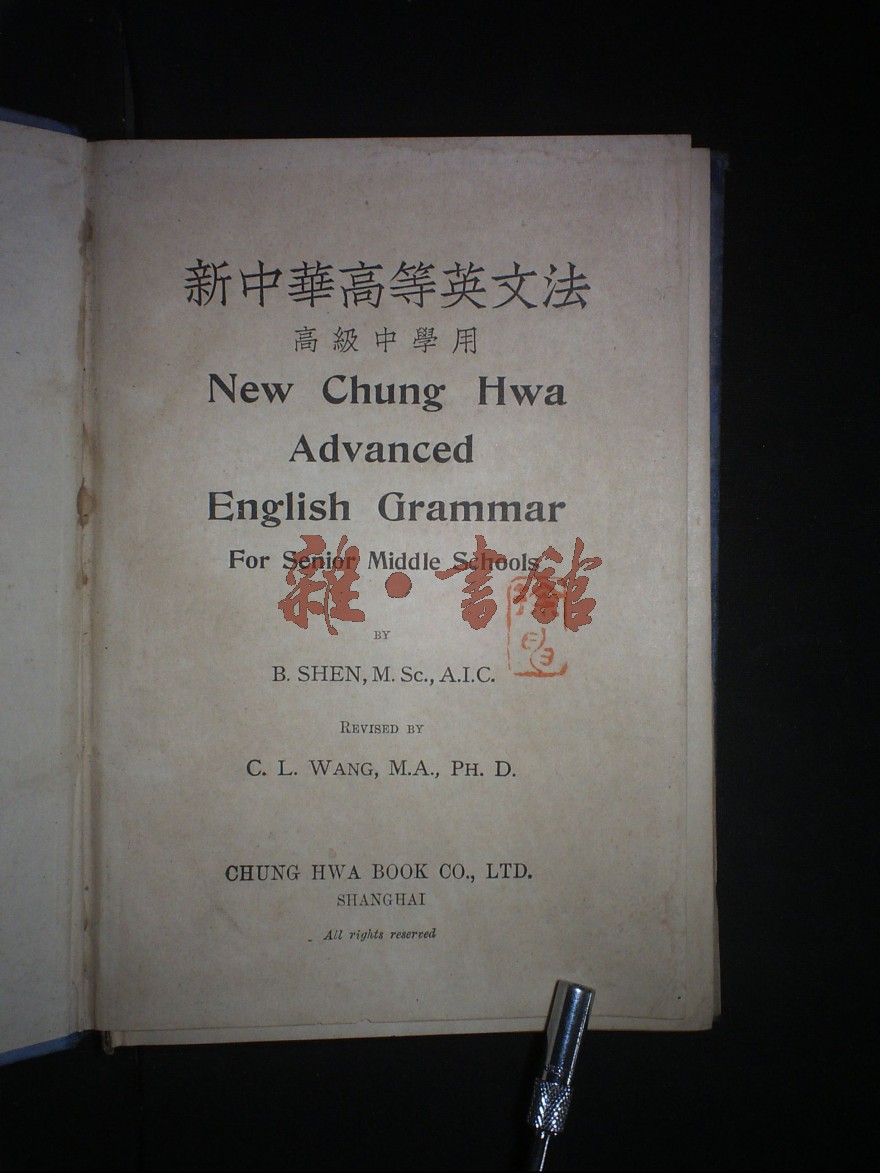 新中華高等英文法
高級中學用
New Chung Hwa
Advanced
English Grammar
For Senior Middle Schools
雜·書館
BY
B. SHEN, M. Sc., A.I.C.
REVISED BY
C. L. WANG, M.A., PH. D.
CHUNG HWA BOOK CO., LTD.
SHANGHAI
All rights reserved